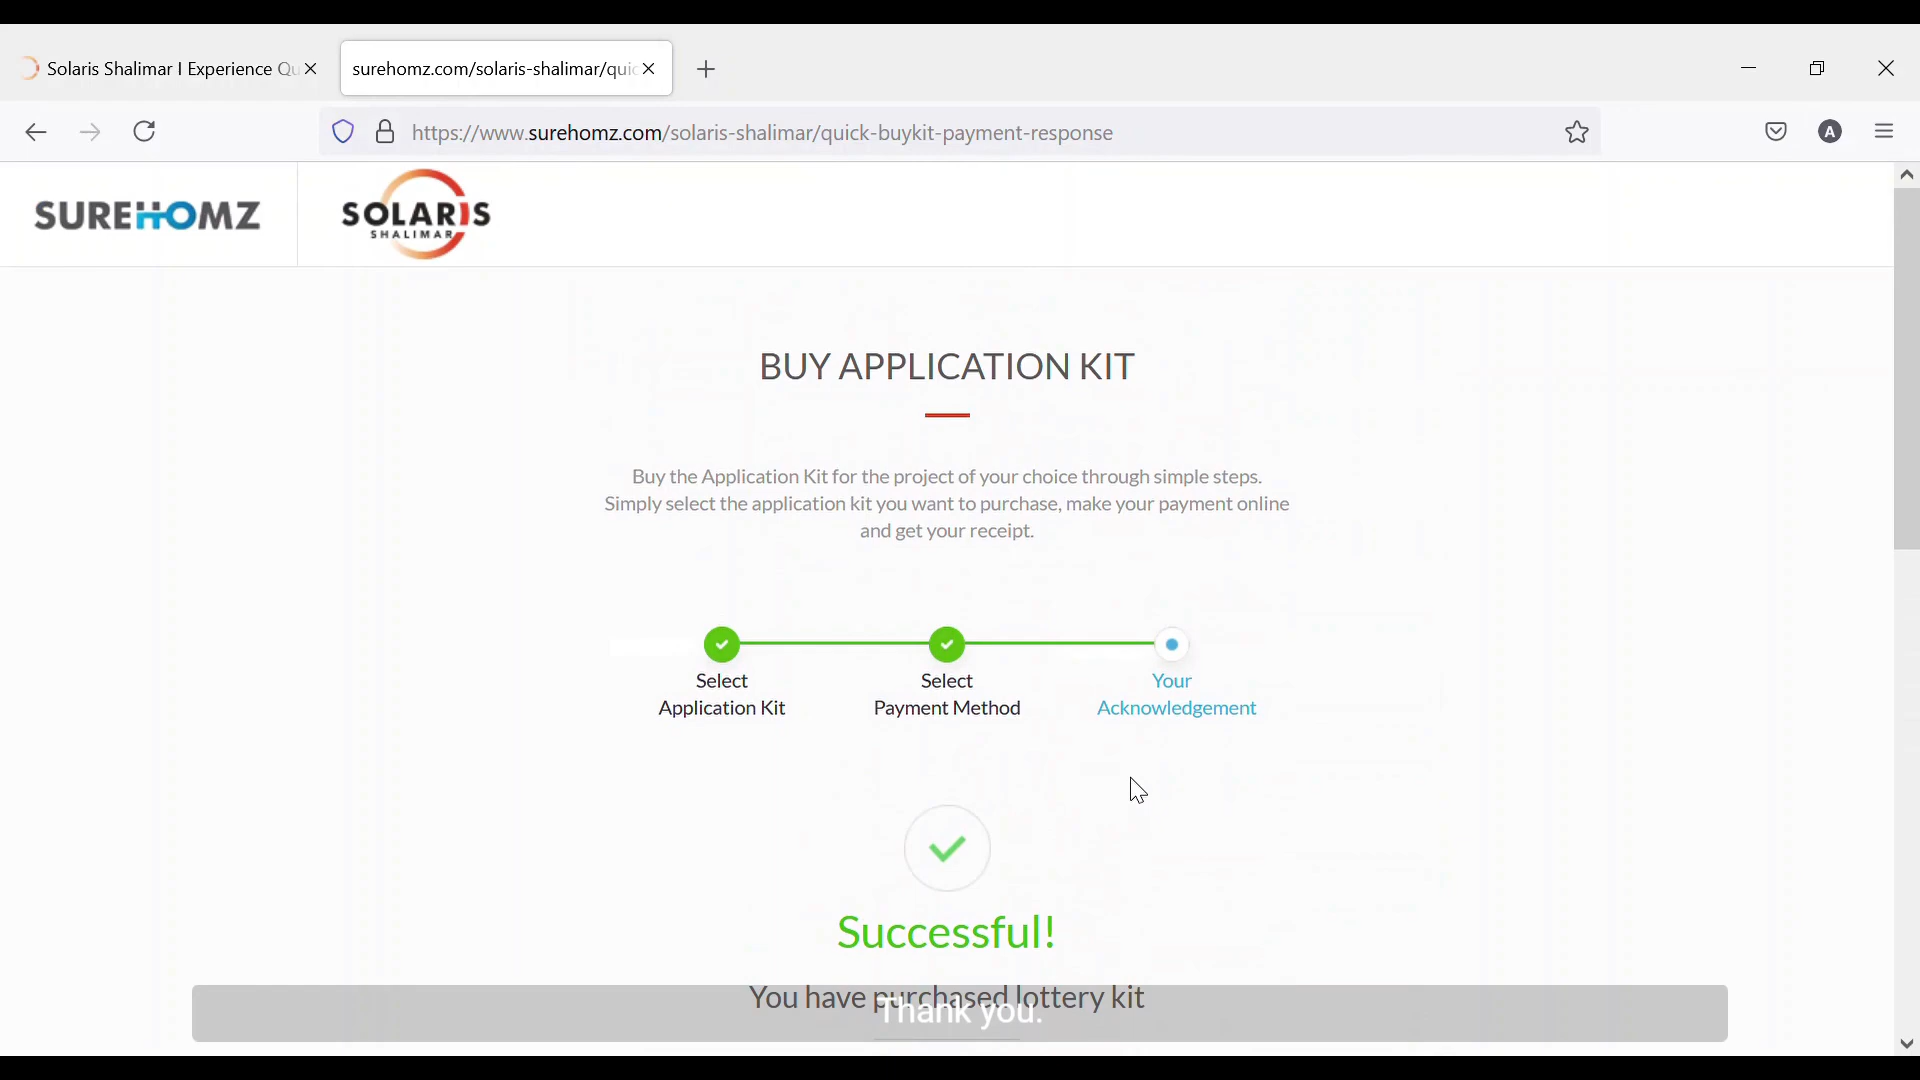 Solaris Shalimar I Experience Qu
surehomz.com/solaris-shalimar/quic
A
https://www.surehomz.com/solaris-shalimar/quick-buykit-payment-response
SUREHOMZ
SOLARIS
SHALIMAR
BUY APPLICATION KIT
Buy the Application Kit for the project of your choice through simple steps.
Simply select the application kit you want to purchase, make your payment online
and get your receipt.
Select
Application Kit
Select
Payment Method
Your
Acknowledgement
Successful!
You have purchased lottery kit
Thank you.